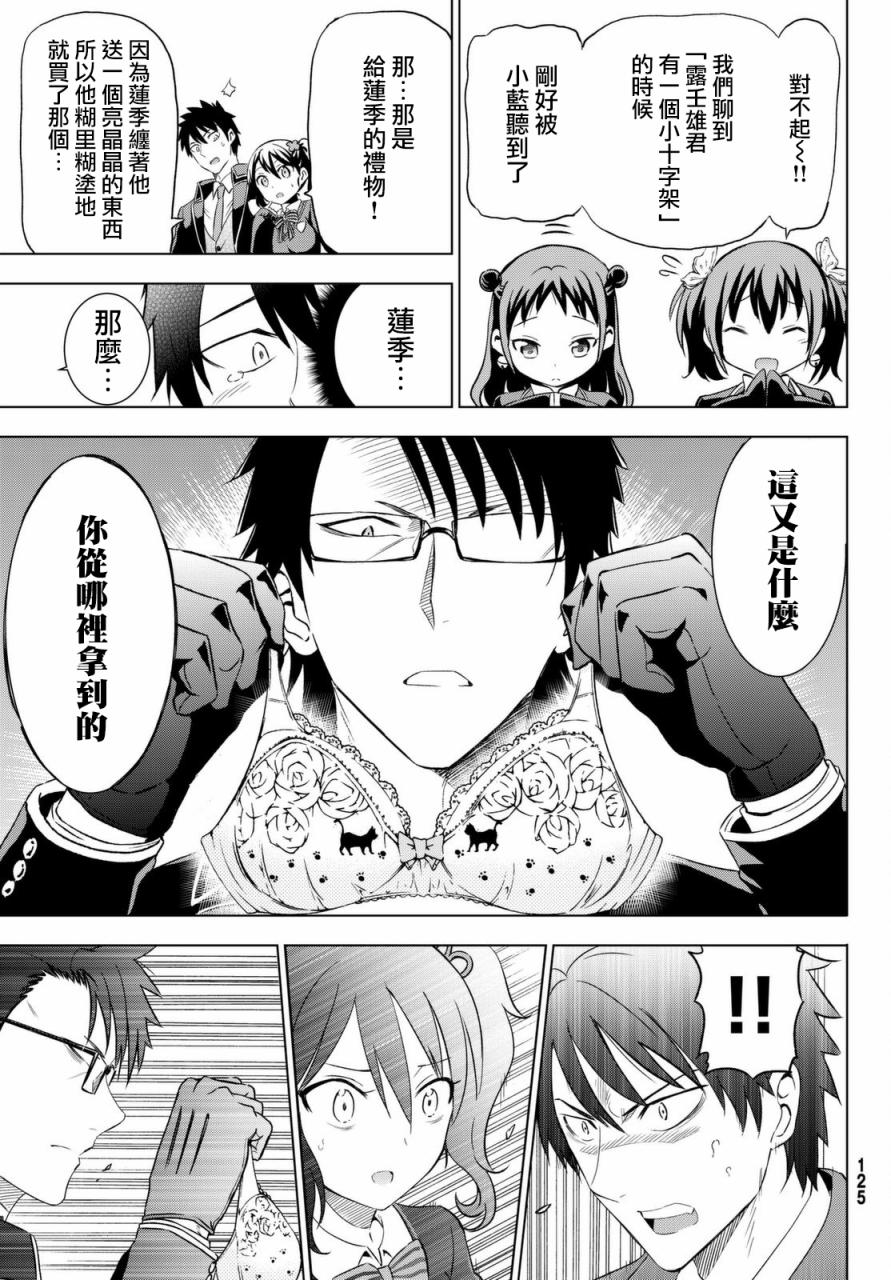 對不起～!!
我們聊到
「露壬雄君
有一個小十字架」
的時候
剛好被
小藍聽到了
那…那是
給蓮季的禮物！
因為蓮季纏著他
送一個亮晶晶的東西
所以他糊里糊塗地
就買了那個…
蓮季…
那麼…
這又是什麼
你從哪裡拿到的
!!
125